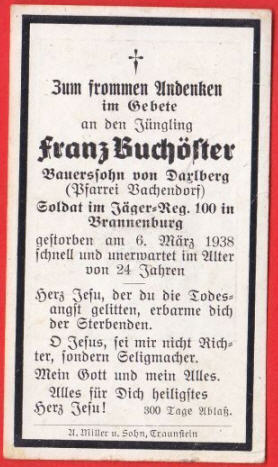 Zum frommen Andenken
im Gebete
an den Jüngling
Franz Buchöster
Bauerssohn von Daxlberg
(Pfarrei Vachendorf)
Soldat im Jäger-Reg. 100 in
Brannenburg
gestorben am 6. März 1938
schnell und unerwartet im Alter
von 24 Jahren
Herz Jesu, der du die Todes-
angst gelitten, erbarme dich
der Sterbenden.
O Jesus, sei mir nicht Rich-
ter, sondern Seligmacher.
Mein Gott und mein Alles.
Alles für Dich heiligstes
Herz Jesu! 300 Tage Ablaß.
A. Miller u. Sohn, Traunstein